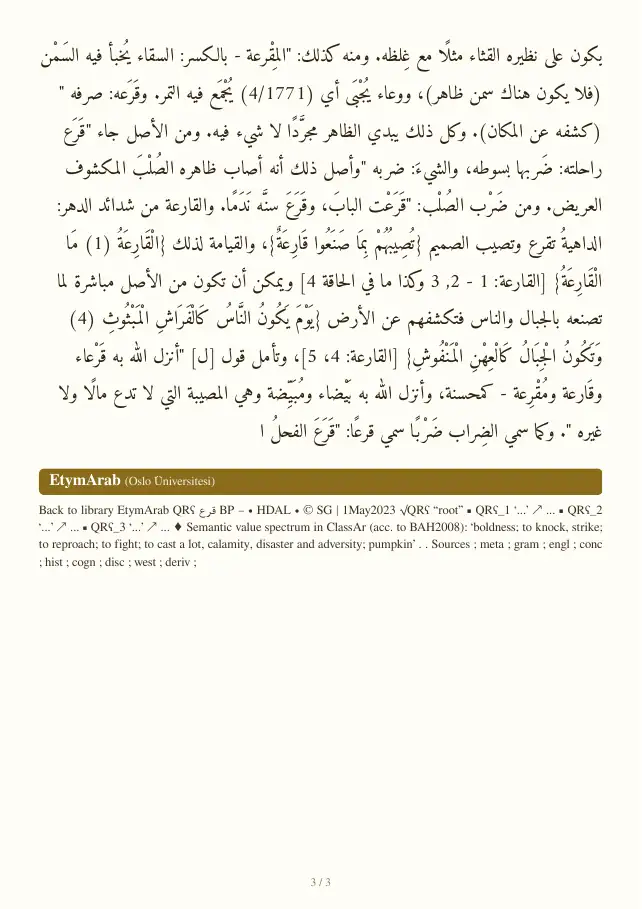 يكون على نظيره القثاء مثلًا مع غِلظه. ومنه كذلك: "المِقْرعة - بالكسر: السقاء يُخبأ فيه السَمْن
(فلا يكون هناك سمن ظاهر)، ووعاء يُجْبَى أي (4/1771) يُجْمَع فيه التمر. وقَرَعه: صرفه "
(كشفه عن المكان). وكل ذلك يبدي الظاهر مجرَّدًا لا شيء فيه. ومن الأصل جاء "قَرَع
راحلته: ضَربها بسوطه، والشيءَ: ضربه "وأصل ذلك أنه أصاب ظاهره الصُلْبَ المكشوف
العريض. ومن ضَرْب الصُلْب: "قَرَعْت البابَ، وقَرَعَ سنَّه نَدَمًا. والقارعة من شدائد الدهر:
الداهيةُ تقرع وتصيب الصميم {تُصِيبُهُمْ بِمَا صَنَعُوا قَارِعَةٌ}، والقيامة لذلك {الْقَارِعَةُ (1) مَا
الْقَارِعَةُ} [القارعة: 1 - 2, 3 وكذا ما في الحاقة 4] ويمكن أن تكون من الأصل مباشرة لما
تصنعه بالجبال والناس فتكشفهم عن الأرض {يَوْمَ يَكُونُ النَّاسُ كَالْفَرَاشِ الْمَبْثُوثِ (4)
وَتَكُونُ الْجِبَالُ كَالْعِهْنِ الْمَنْفُوشِ} [القارعة: 4، 5]، وتأمل قول [ل] "أنزل الله به قَرْعاء
وقَارعة ومُقْرِعة - كمحسنة، وأنزل الله به بَيْضاء ومُبَيِّضة وهي المصيبة التي لا تدع مالًا ولا
غيره ". وكما سمي الضِراب ضَرْبًا سمي قرعًا: "قَرَعَ الفحلُ ا
EtymArab (Oslo Üniversitesi)
Back to library EtymArab QRʕ قرع BP – • HDAL • © SG | 1May2023 √QRʕ “root” ▪ QRʕ_1 ‘...’ ↗ ... ▪ QRʕ_2
‘...’ ↗ ... ▪ QRʕ_3 ‘...’ ↗ ... ♦ Semantic value spectrum in ClassAr (acc. to BAH2008): ‘boldness; to knock, strike;
to reproach; to fight; to cast a lot, calamity, disaster and adversity; pumpkin’ . . Sources ; meta ; gram ; engl ; conc
; hist ; cogn ; disc ; west ; deriv ;
3 / 3